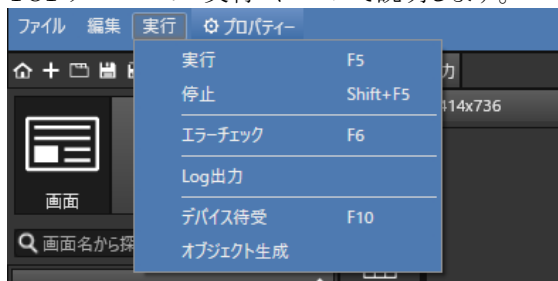 ファイル 編集 実行 プロパティー
実行 F5
停止 Shift+F5
エラーチェック F6
Log出力
デバイス待受 F10
オブジェクト生成
力
414x736
画面
画面名から探